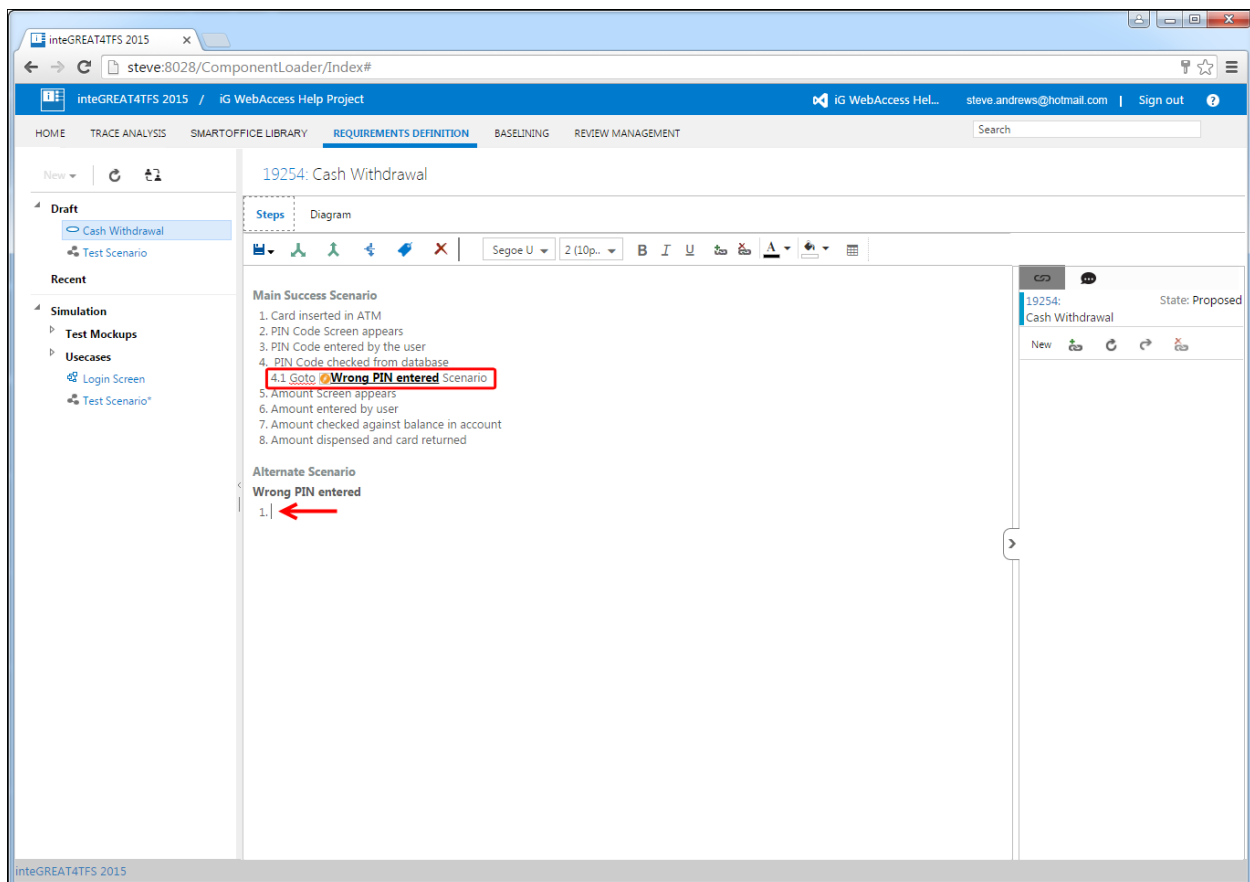 inteGREAT4TFS 2015
steve:8028/ComponentLoader/Index#
inteGREAT4TFS 2015 / iG WebAccess Help Project
iG WebAccess Hel...
steve.andrews@hotmail.com | Sign out ?
HOME TRACE ANALYSIS SMARTOFFICE LIBRARY REQUIREMENTS DEFINITION BASELINING REVIEW MANAGEMENT
Search
New
19254: Cash Withdrawal
Draft
Cash Withdrawal
Test Scenario
Recent
Simulation
Test Mockups
Usecases
Login Screen
Test Scenario*
Steps Diagram
Segoe U 2 (10p.. B I U A
Main Success Scenario
1. Card inserted in ATM
2. PIN Code Screen appears
3. PIN Code entered by the user
4. PIN Code checked from database
4.1 Goto Wrong PIN entered Scenario
5. Amount Screen appears
6. Amount entered by user
7. Amount checked against balance in account
8. Amount dispensed and card returned
Alternate Scenario
Wrong PIN entered
1.
19254: State: Proposed
Cash Withdrawal
New
inteGREAT4TFS 2015